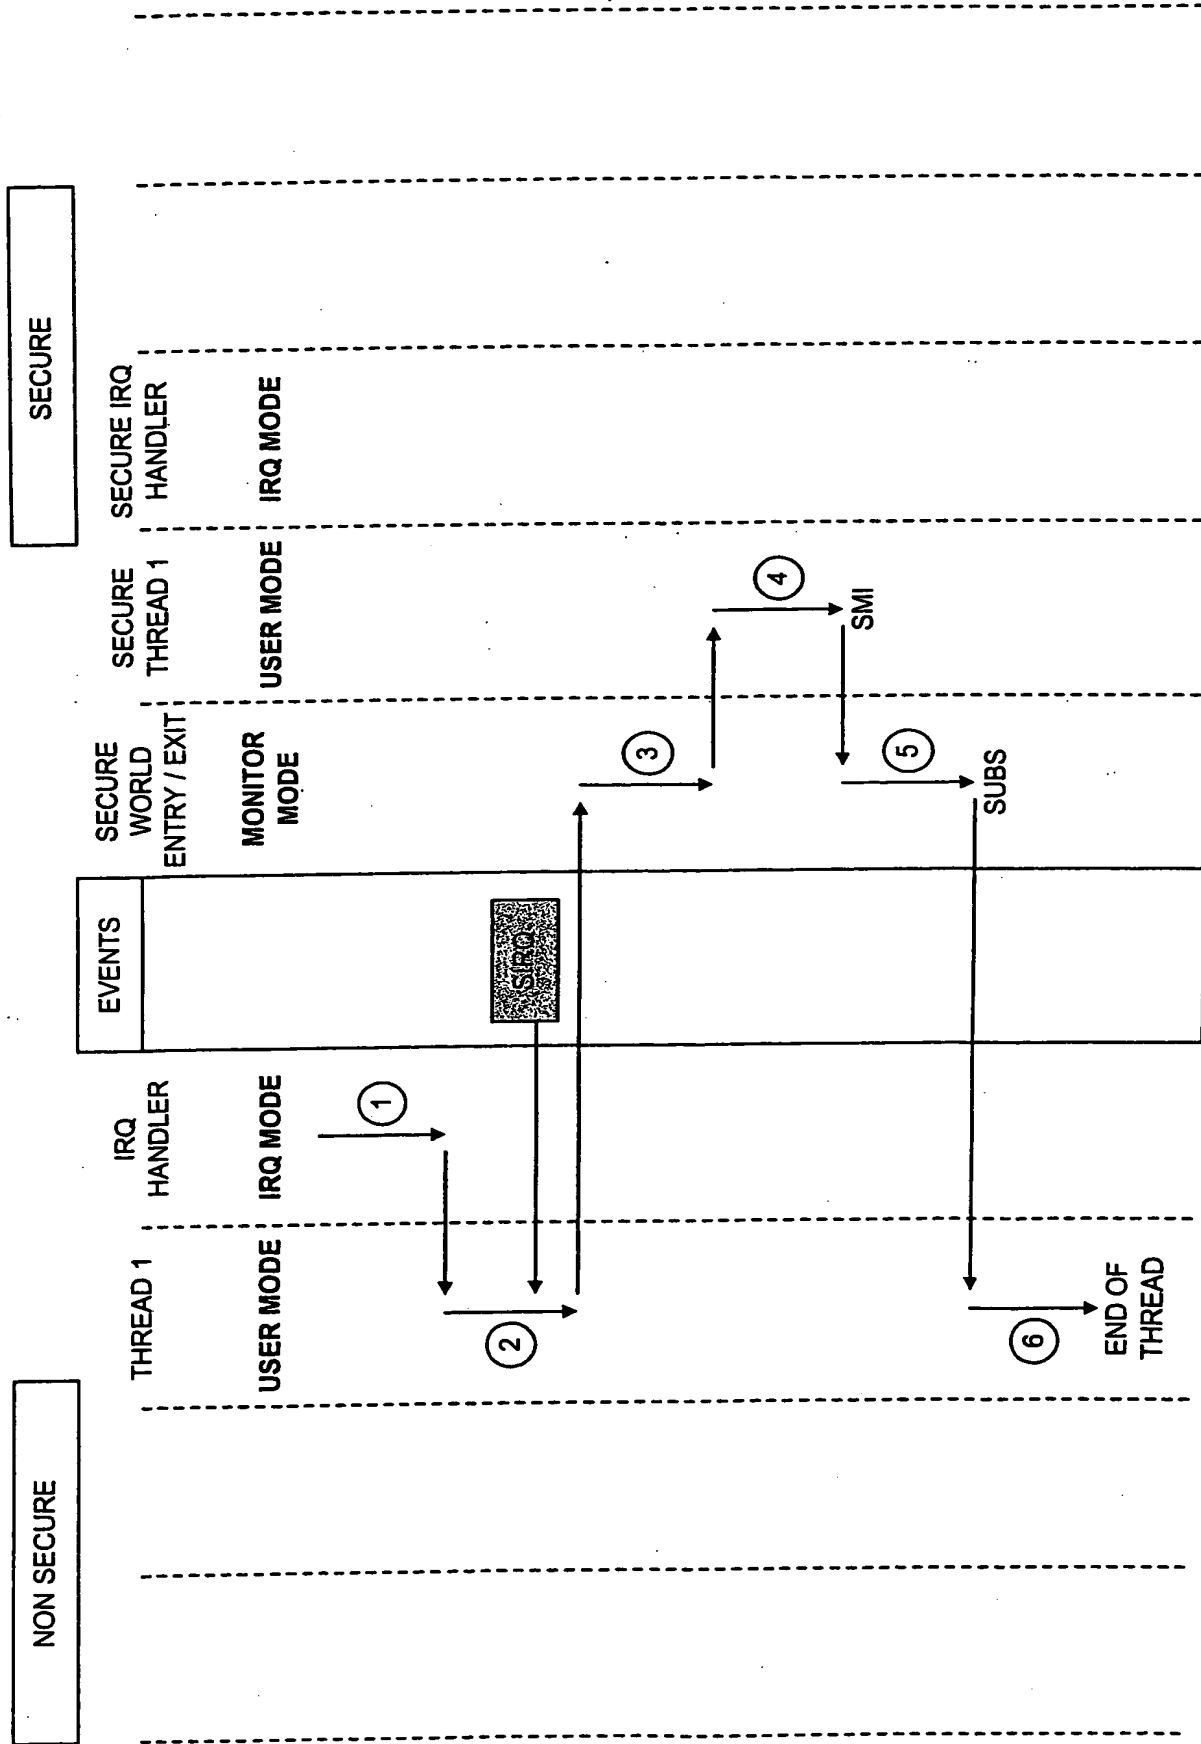 NON SECURE
SECURE
EVENTS
THREAD 1
USER MODE
IRQ
HANDLER
IRQ MODE
SECURE
WORLD
ENTRY / EXIT
MONITOR
MODE
SECURE
THREAD 1
USER MODE
SECURE IRQ
HANDLER
IRQ MODE
1
2
SIRQ
3
4
SMI
5
SUBS
6
END OF
THREAD